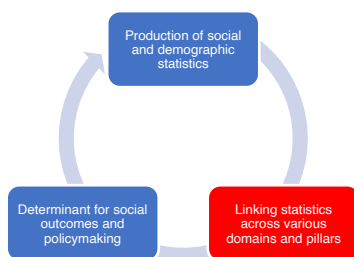 Production of social
and demographic
statistics
Determinant for social
outcomes and
policymaking
Linking statistics
across various
domains and pillars